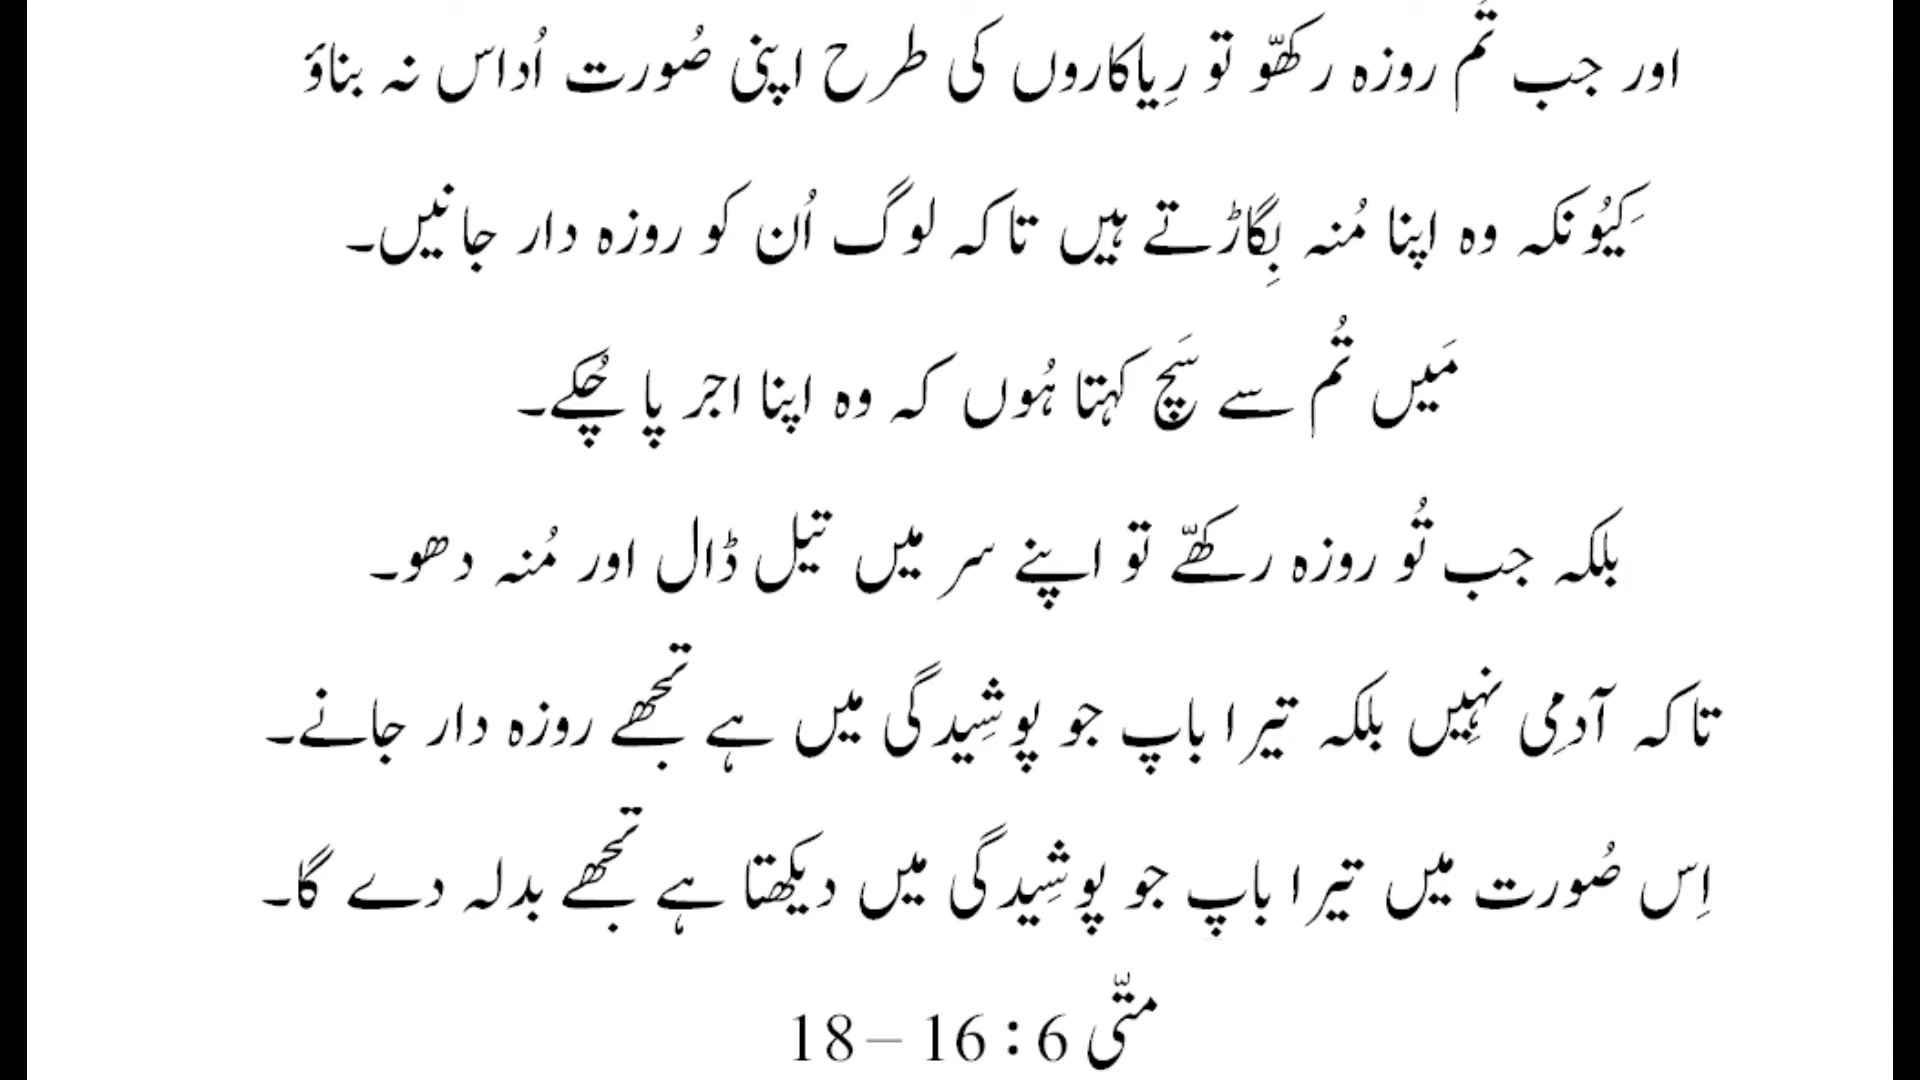 اور جب تُم روزہ رکھّو تو رِیاکاروں کی طرح اپنی صُورت اُداس نہ بناؤ
کیَُونکہ وہ اپنا مُنہ بِگاڑتے ہیں تاکہ لوگ اُن کو روزہ دار جانیں۔
مَیں تُم سے سَچ کہتا ہُوں کہ وہ اپنا اجر پا چُکے۔
بلکہ جب تُو روزہ رکھّے تو اپنے سر میں تیل ڈال اور مُنہ دھو۔
تاکہ آدمِی نہِیں بلکہ تیرا باپ جو پوشِیدگی میں ہے تجھے روزہ دار جانے۔
اِس صُورت میں تیرا باپ جو پوشِیدگی میں دیکھتا ہے تجھے بدلہ دے گا۔
متّی 6 : 16 – 18